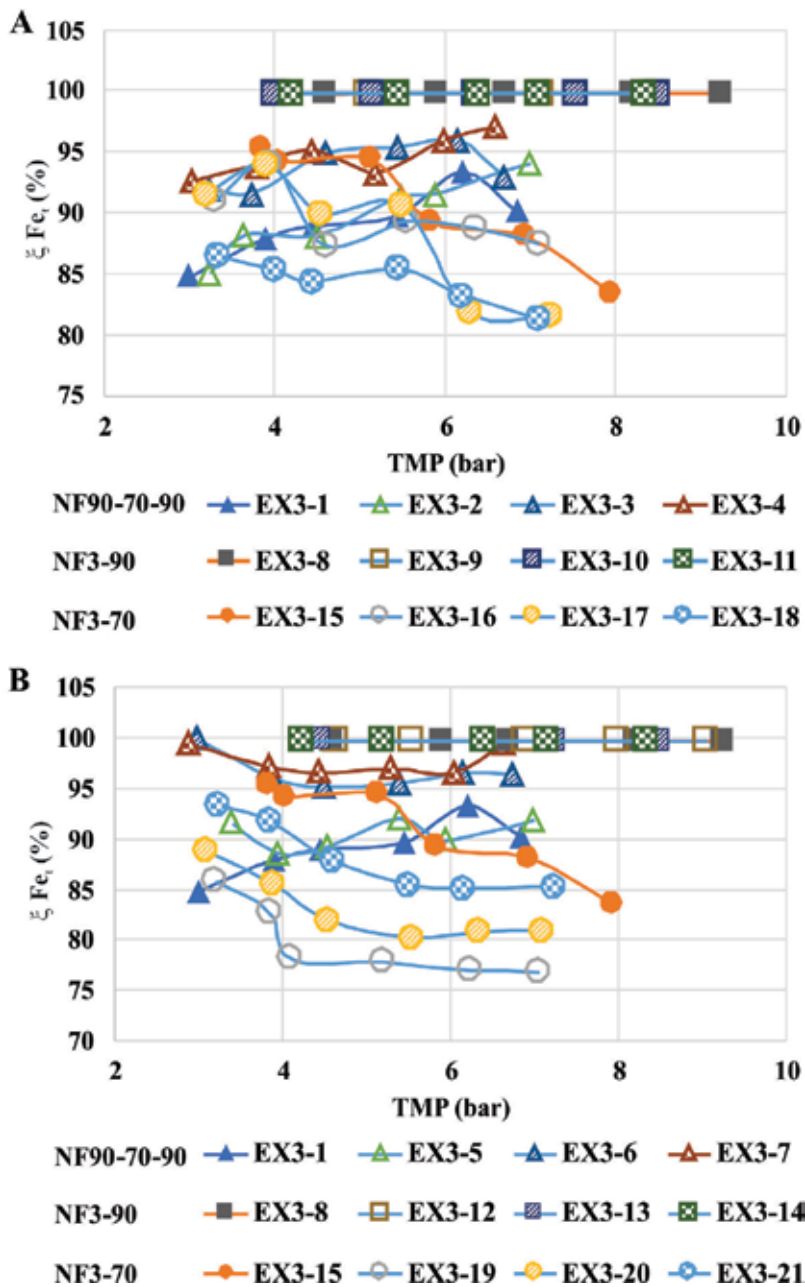 A
105
100
95
90
85
80
75
ξ Feₜ (%)
2 4 6 8 10
TMP (bar)
NF90-70-90 EX3-1 EX3-2 EX3-3 EX3-4
NF3-90 EX3-8 EX3-9 EX3-10 EX3-11
NF3-70 EX3-15 EX3-16 EX3-17 EX3-18
B
105
100
95
90
85
80
75
70
ξ Feₜ (%)
2 4 6 8 10
TMP (bar)
NF90-70-90 EX3-1 EX3-5 EX3-6 EX3-7
NF3-90 EX3-8 EX3-12 EX3-13 EX3-14
NF3-70 EX3-15 EX3-19 EX3-20 EX3-21